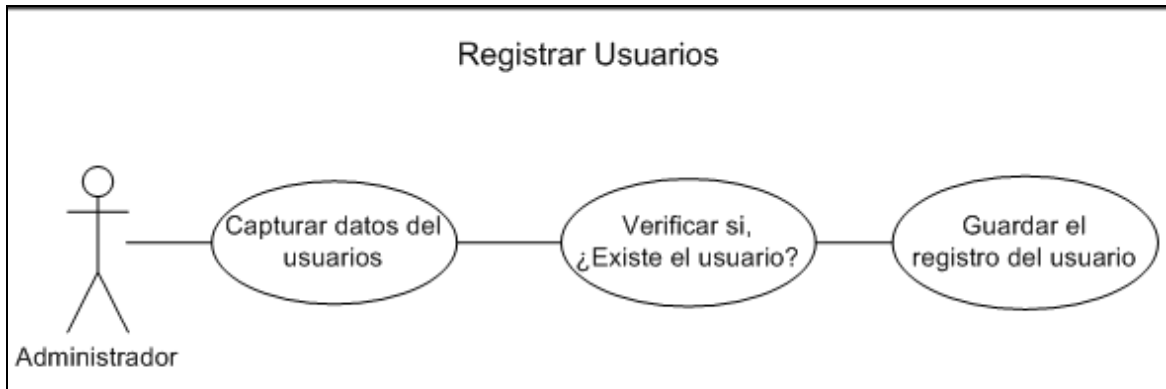 Registrar Usuarios
Capturar datos del
usuarios
Verificar si,
¿Existe el usuario?
Guardar el
registro del usuario
Administrador